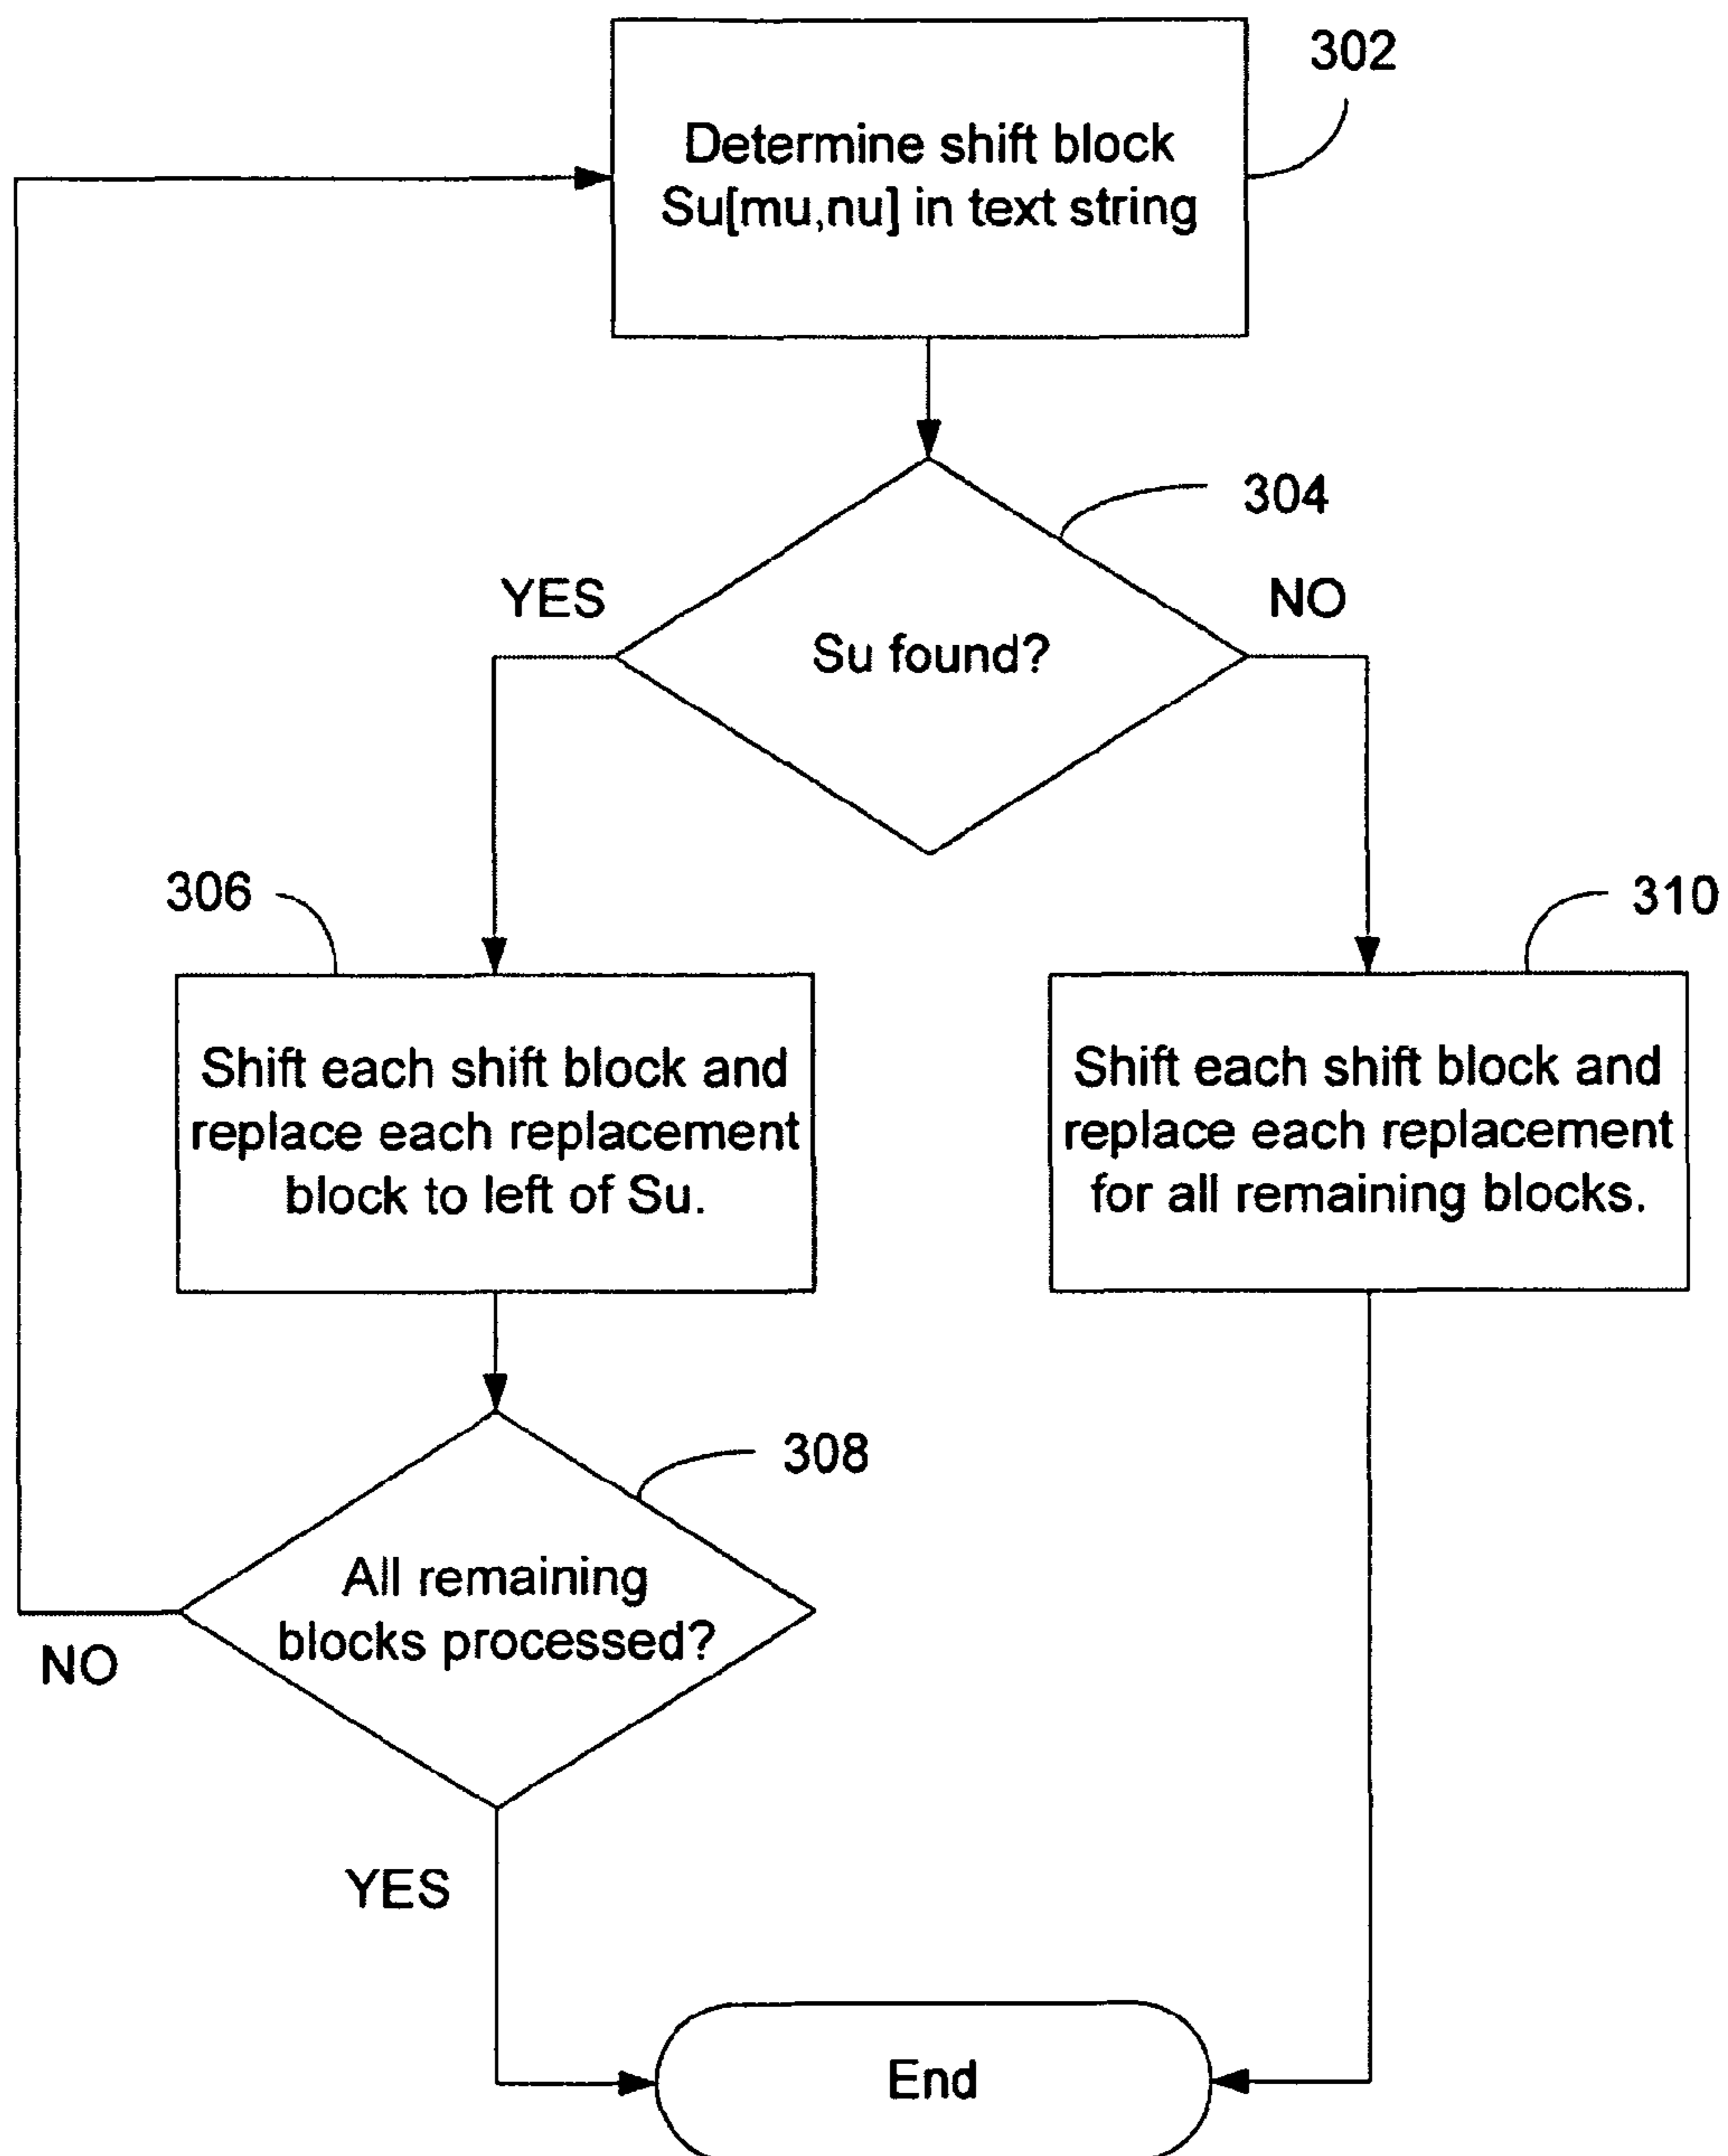 302
Determine shift block
Su[mu,nu] in text string
304
YES
NO
Su found?
306
310
Shift each shift block and
replace each replacement
block to left of Su.
Shift each shift block and
replace each replacement
for all remaining blocks.
308
All remaining
blocks processed?
NO
YES
End